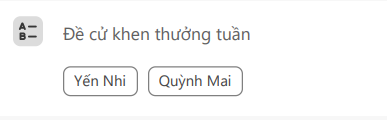 A
B
Đề cử khen thưởng tuần
Yến Nhi
Quỳnh Mai